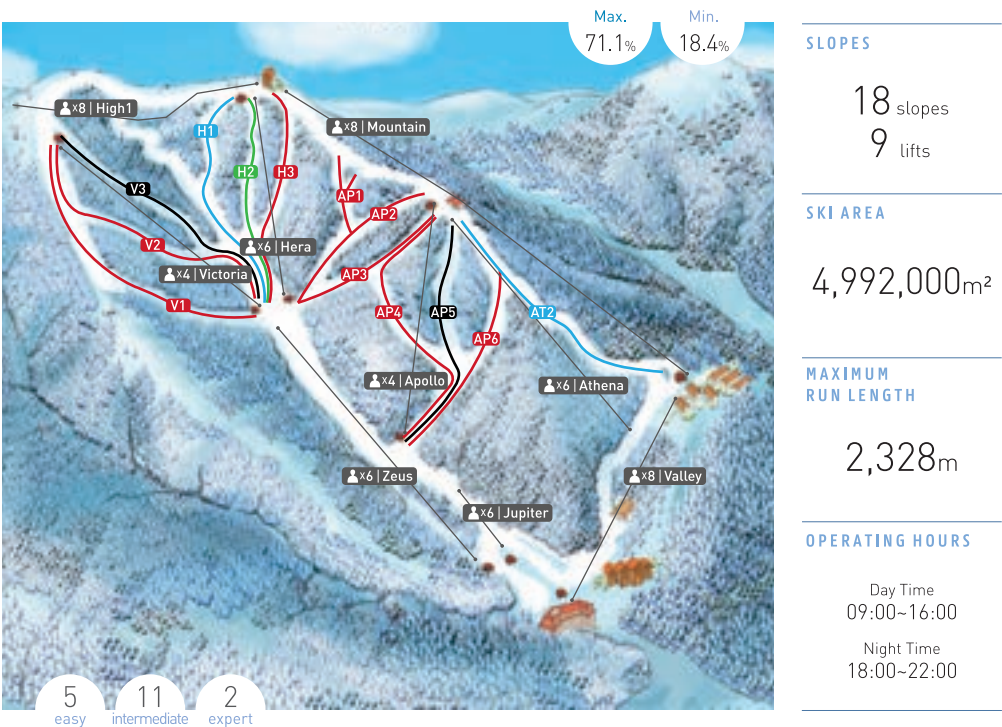 Max.
71.1%
Min.
18.4%
x8 | High1
x8 | Mountain
H1
H2
H3
V3
AP1
AP2
V2
x6 | Hera
x4 | Victoria
AP3
V1
AP4
AP5
AT2
AP6
x4 | Apollo
x6 | Athena
x6 | Zeus
x8 | Valley
x6 | Jupiter
5
easy
11
intermediate
2
expert
SLOPES
18 slopes
9 lifts
SKI AREA
4,992,000m²
MAXIMUM
RUN LENGTH
2,328m
OPERATING HOURS
Day Time
09:00~16:00
Night Time
18:00~22:00